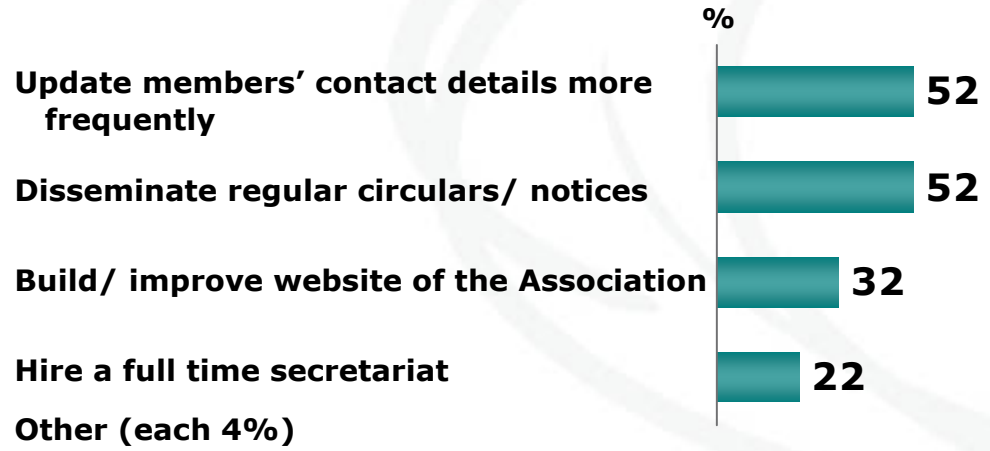 %
Update members’ contact details more
frequently
52
Disseminate regular circulars/ notices
52
Build/ improve website of the Association
32
Hire a full time secretariat
22
Other (each 4%)